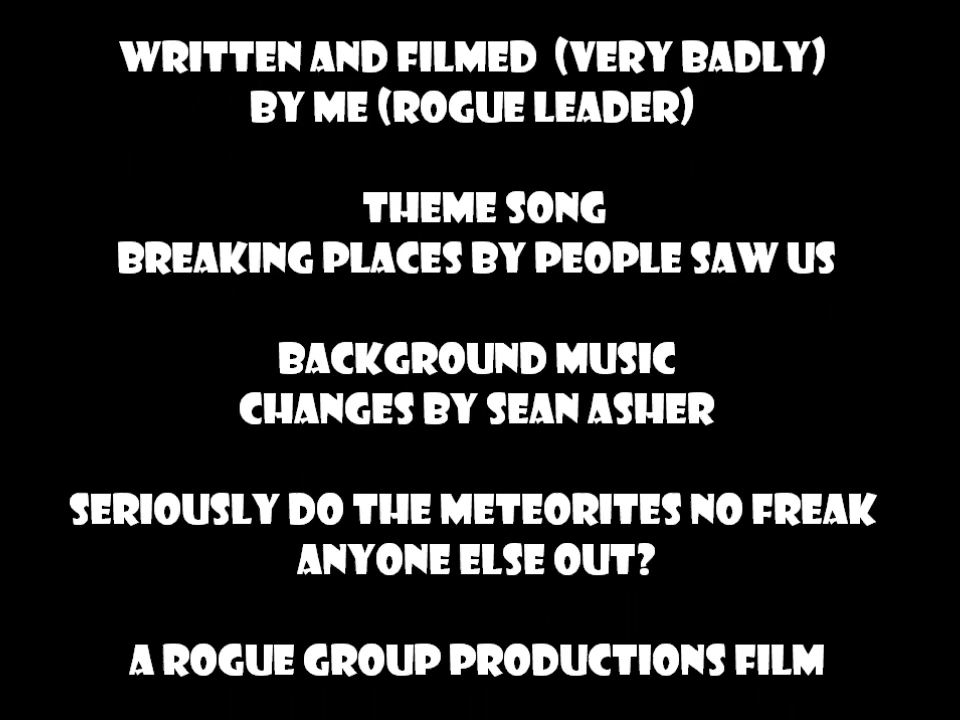 WRITTEN AND FILMED (VERY BADLY)
BY ME (ROGUE LEADER)
THEME SONG
BREAKING PLACES BY PEOPLE SAW US
BACKGROUND MUSIC
CHANGES BY SEAN ASHER
SERIOUSLY DO THE METEORITES NO FREAK
ANYONE ELSE OUT?
A ROGUE GROUP PRODUCTIONS FILM